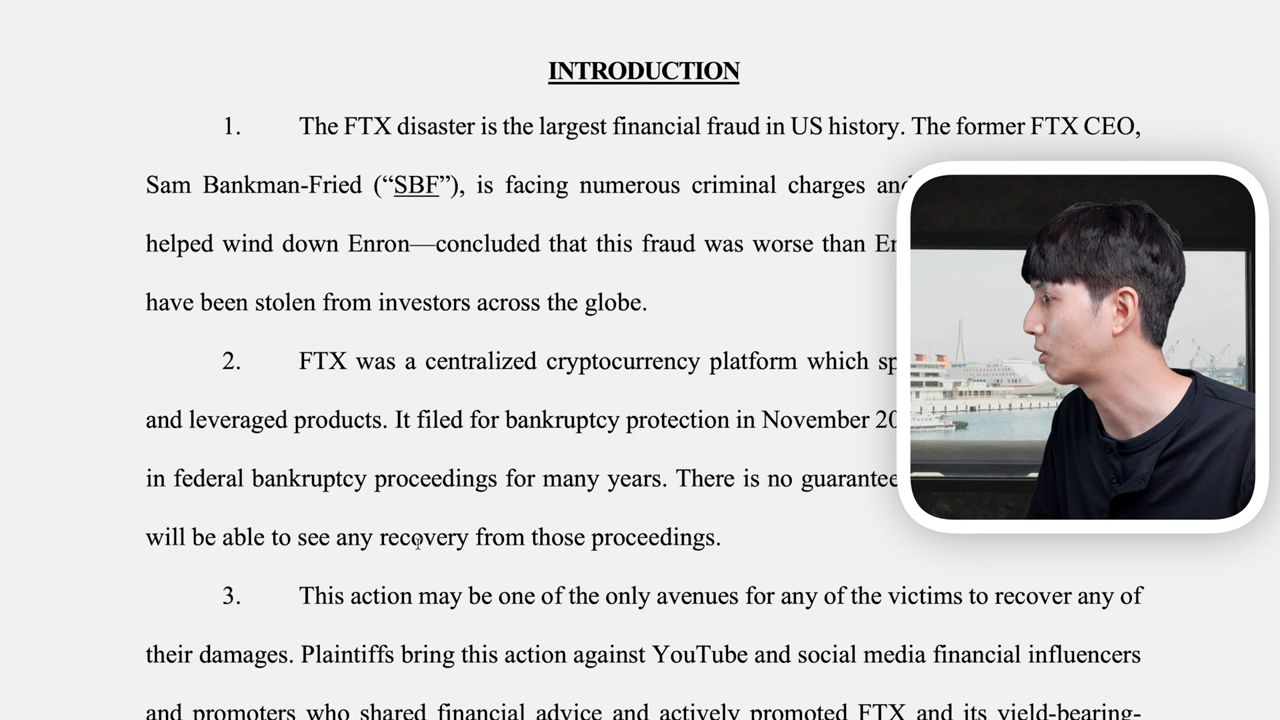 INTRODUCTION
1. The FTX disaster is the largest financial fraud in US history. The former FTX CEO,
Sam Bankman-Fried (“SBF”), is facing numerous criminal charges and
helped wind down Enron—concluded that this fraud was worse than
have been stolen from investors across the globe.
2. FTX was a centralized cryptocurrency platform which
and leveraged products. It filed for bankruptcy protection in November
in federal bankruptcy proceedings for many years. There is no guarantee
will be able to see any recovery from those proceedings.
3. This action may be one of the only avenues for any of the victims to recover any of
their damages. Plaintiffs bring this action against YouTube and social media financial influencers
and promoters who shared financial advice and actively promoted FTX and its yield-bearing-